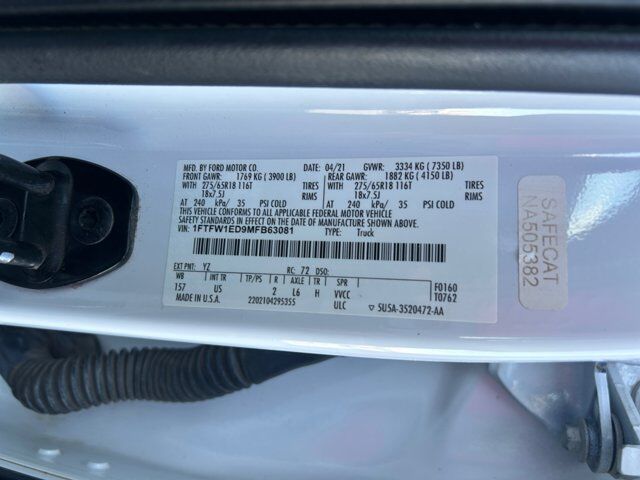 MFD. BY FORD MOTOR CO. 04/21 GVWR: 3334 KG ( 7350 LB)
FRONT GAWR: 1769 KG ( 3900 LB) REAR GAWR: 1882 KG ( 4150 LB)
WITH 275/65R18 116T TIRES WITH 275/65R18 116T TIRES
18x7.5J RIMS 18x7.5J RIMS
AT 240 kPa/ 35 PSI COLD AT 240 kPa/ 35 PSI COLD
THIS VEHICLE CONFORMS TO ALL APPLICABLE FEDERAL MOTOR VEHICLE
SAFETY STANDARDS IN EFFECT ON THE DATE OF MANUFACTURE SHOWN ABOVE.
VIN: 1FTFW1ED9MFB63081 TYPE: Truck
EXT PNT: YZ RC: 72 DSO:
WB INT TR TP/PS R AXLE TR SPR F0160
157 US 2 L6 H VVCC T0762
MADE IN U.S.A. 2202104295355 ULC 5U5A-3520472-AA
SAFECAT
NA505382